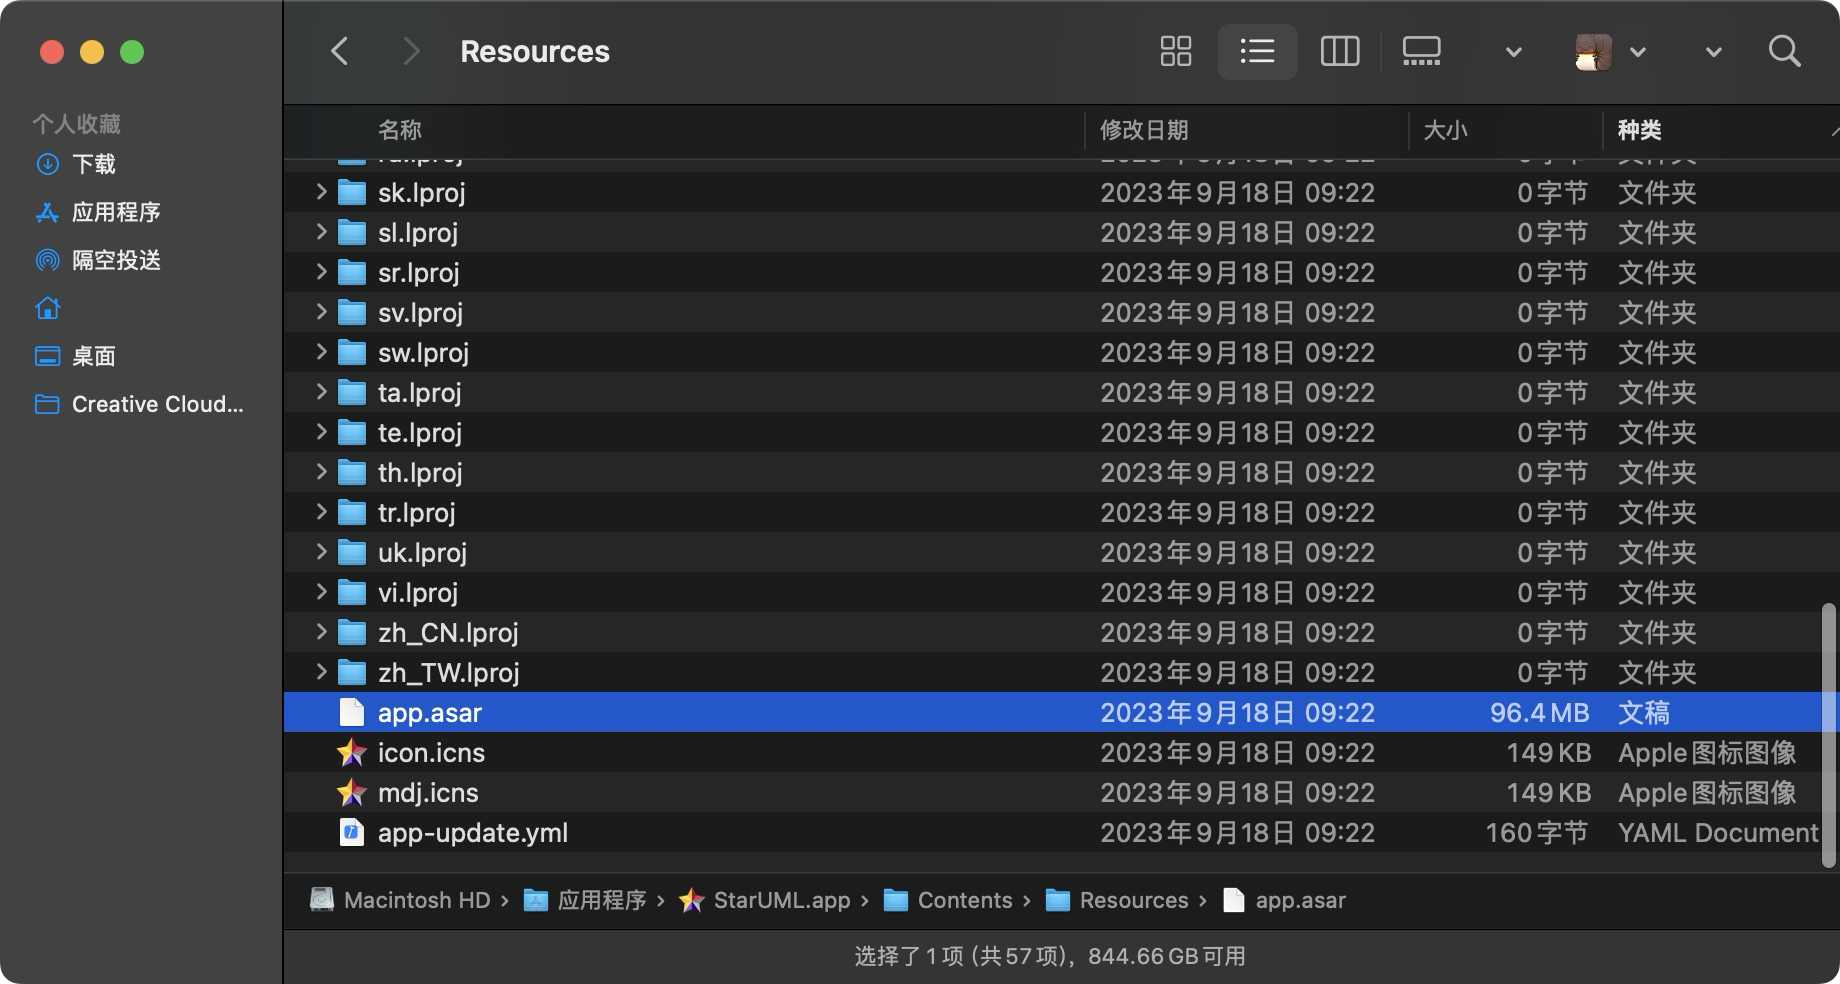 Resources
个人收藏
下载
应用程序
隔空投送
桌面
Creative Cloud...
名称 修改日期 大小 种类
sk.lproj 2023年9月18日 09:22 0字节 文件夹
sl.lproj 2023年9月18日 09:22 0字节 文件夹
sr.lproj 2023年9月18日 09:22 0字节 文件夹
sv.lproj 2023年9月18日 09:22 0字节 文件夹
sw.lproj 2023年9月18日 09:22 0字节 文件夹
ta.lproj 2023年9月18日 09:22 0字节 文件夹
te.lproj 2023年9月18日 09:22 0字节 文件夹
th.lproj 2023年9月18日 09:22 0字节 文件夹
tr.lproj 2023年9月18日 09:22 0字节 文件夹
uk.lproj 2023年9月18日 09:22 0字节 文件夹
vi.lproj 2023年9月18日 09:22 0字节 文件夹
zh_CN.lproj 2023年9月18日 09:22 0字节 文件夹
zh_TW.lproj 2023年9月18日 09:22 0字节 文件夹
app.asar 2023年9月18日 09:22 96.4 MB 文稿
icon.icns 2023年9月18日 09:22 149 KB Apple图标图像
mdj.icns 2023年9月18日 09:22 149 KB Apple图标图像
app-update.yml 2023年9月18日 09:22 160字节 YAML Document
Macintosh HD › 应用程序 › StarUML.app › Contents › Resources › app.asar
选择了1项 (共57项)，844.66 GB可用